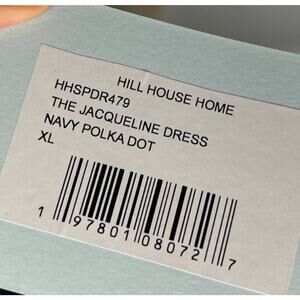 HILL HOUSE HOME
HHSPDR479
THE JACQUELINE DRESS
NAVY POLKA DOT
XL
1 97801 08072 7